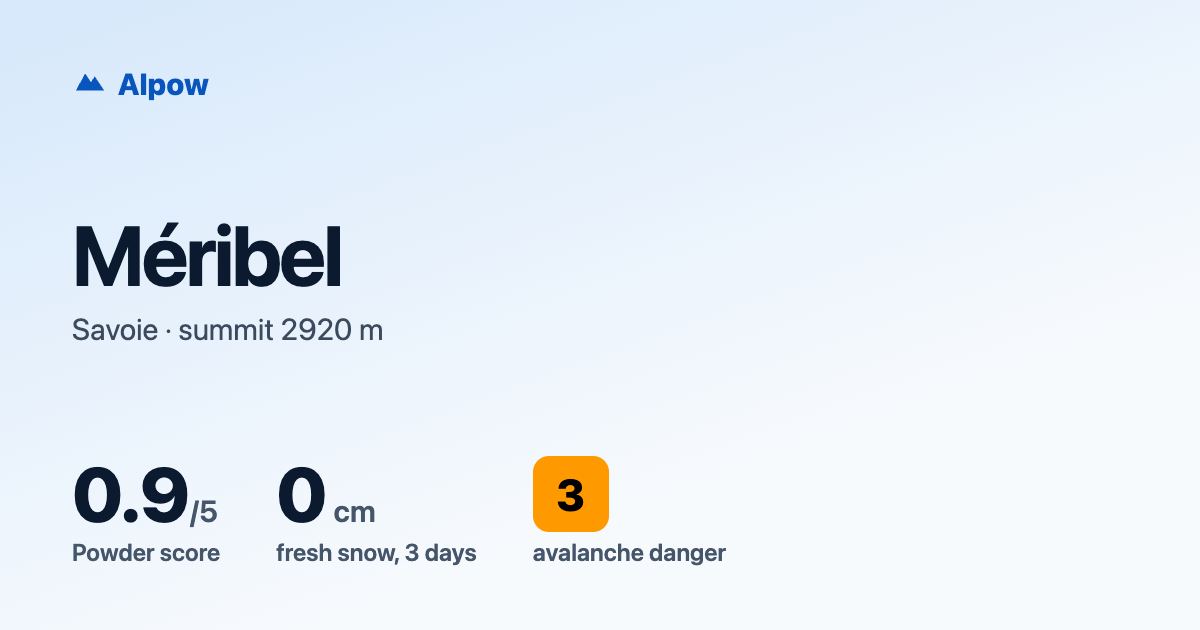 Alpow
Méribel
Savoie · summit 2920 m
0.9/5
Powder score
0 cm
fresh snow, 3 days
3
avalanche danger